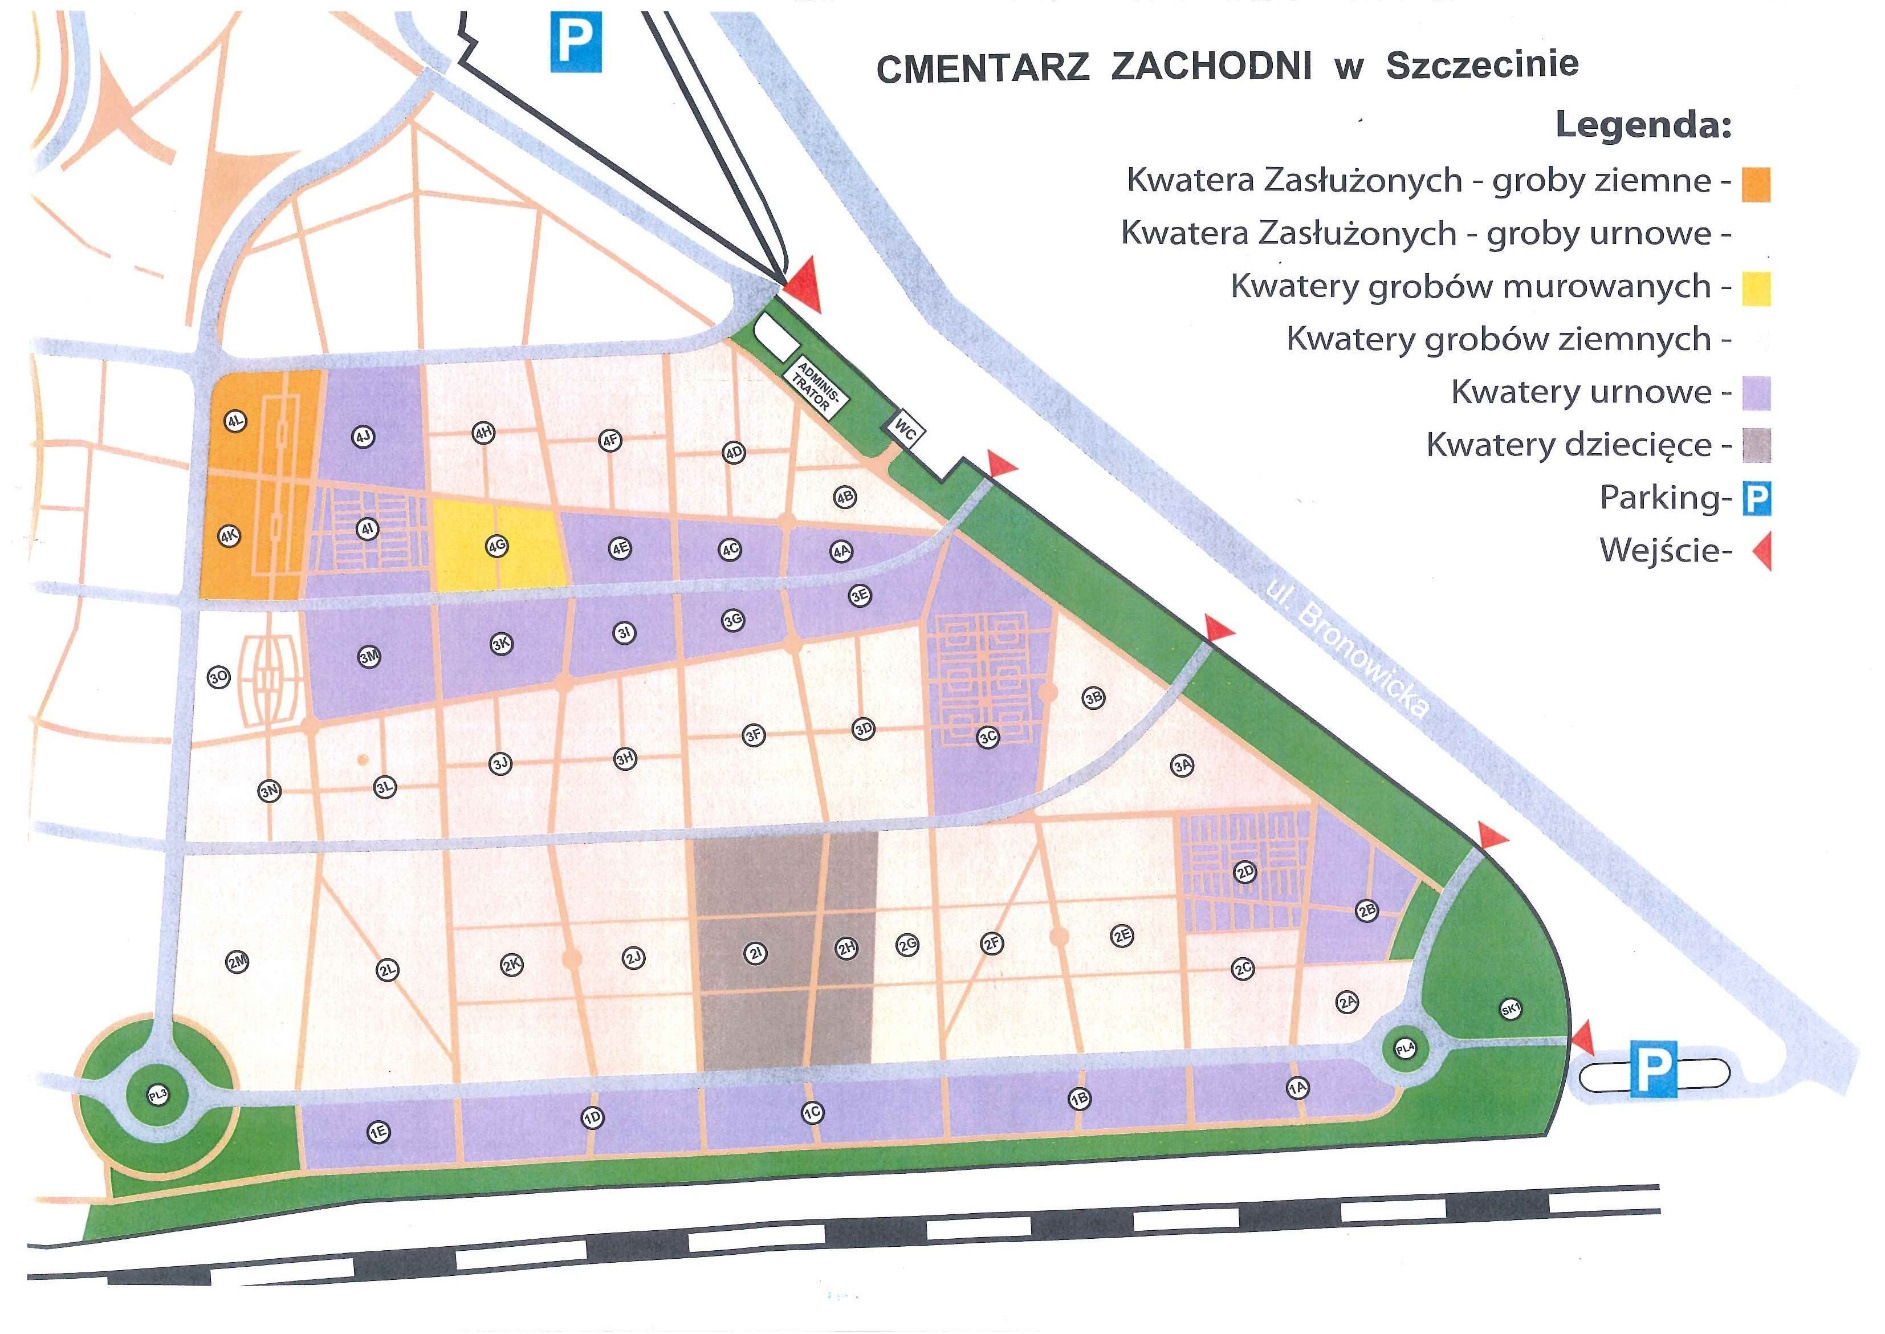 P
CMENTARZ ZACHODNI w Szczecinie
Legenda:
Kwatera Zasłużonych - groby ziemne -
Kwatera Zasłużonych - groby urnowe -
Kwatery grobów murowanych -
Kwatery grobów ziemnych -
Kwatery urnowe -
Kwatery dziecięce -
Parking- P
Wejście-
ADMINIS-
TRATOR
WC
ul. Bronowicka
4L
4J
4H
4F
4D
4B
4K
4I
4G
4E
4C
4A
3O
3M
3K
3I
3G
3E
3N
3L
3J
3H
3F
3D
3C
3B
3A
2M
2L
2K
2J
2I
2H
2G
2F
2E
2D
2C
2B
2A
SK1
PL3
PL4
P
1E
1D
1C
1B
1A